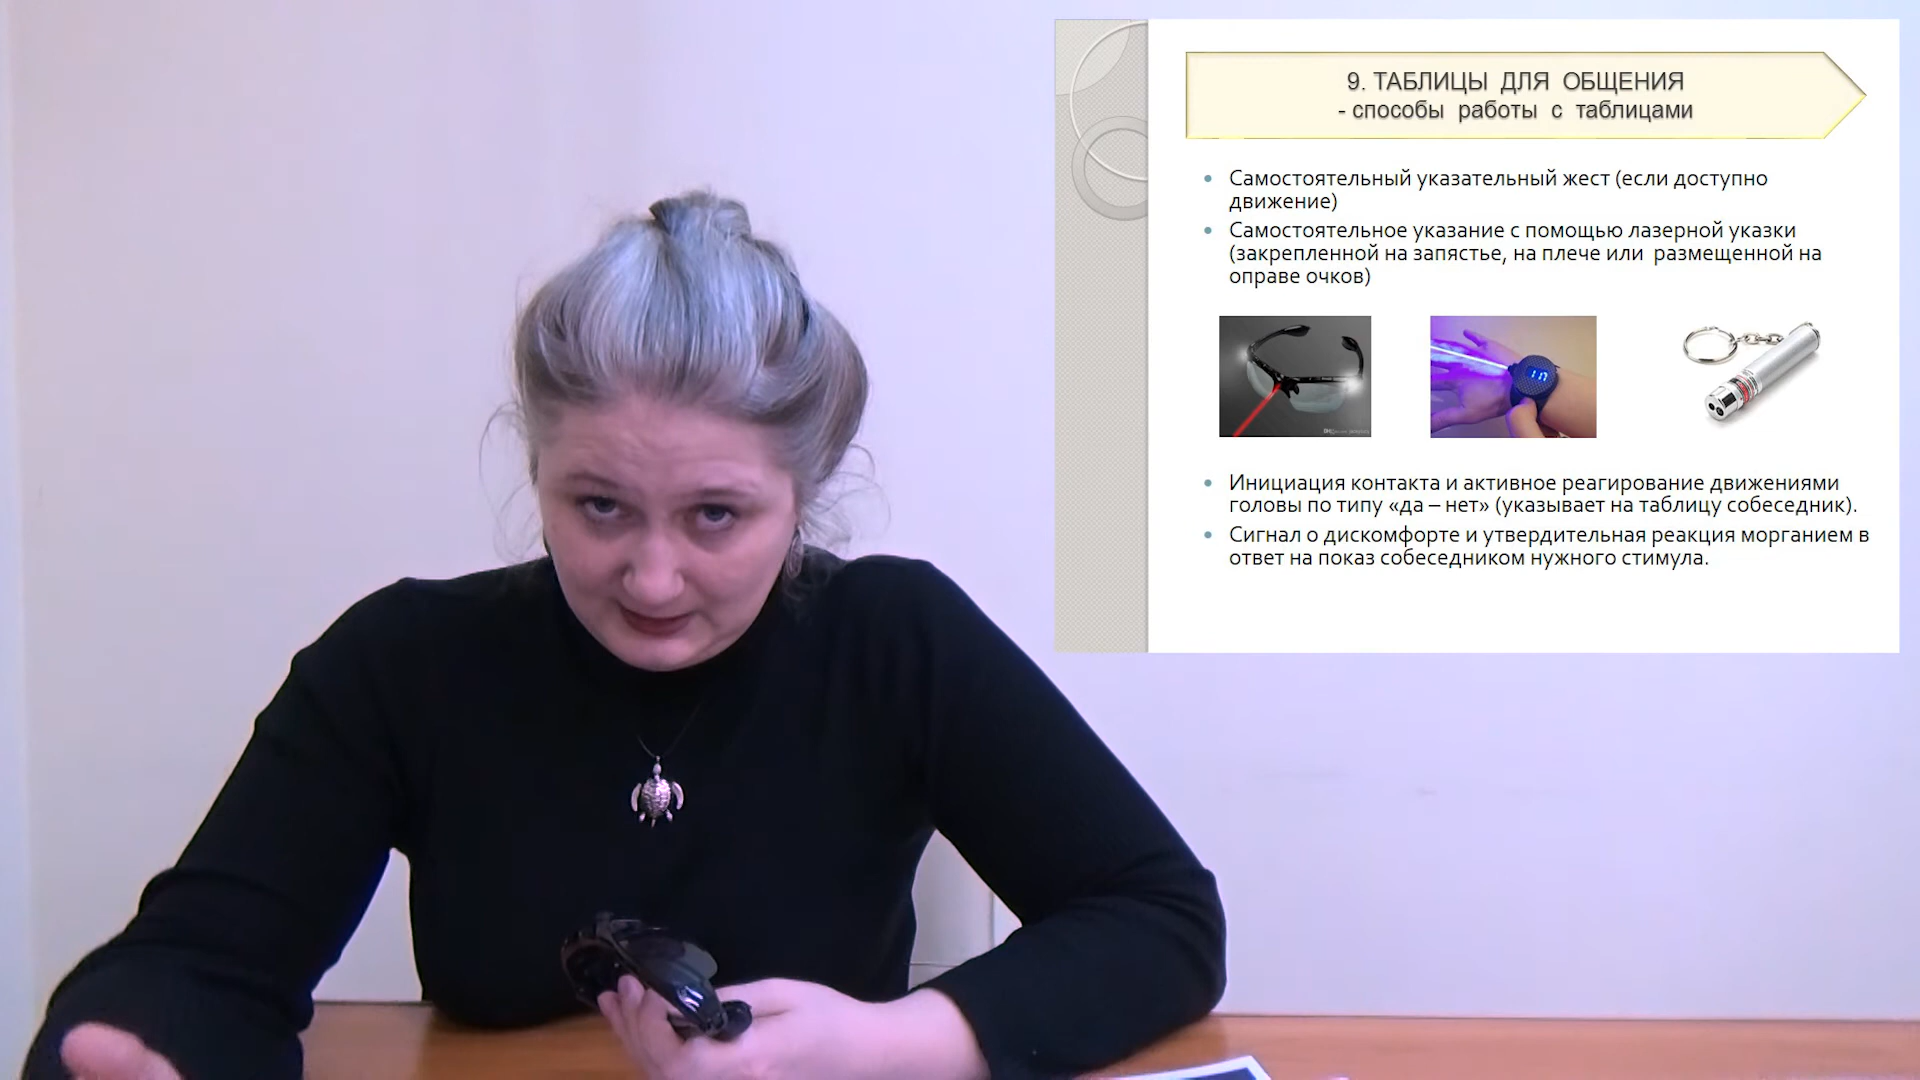 9. ТАБЛИЦЫ ДЛЯ ОБЩЕНИЯ
- способы работы с таблицами
• Самостоятельный указательный жест (если доступно
движение)
• Самостоятельное указание с помощью лазерной указки
(закрепленной на запястье, на плече или размещенной на
оправе очков)
• Инициация контакта и активное реагирование движениями
головы по типу «да – нет» (указывает на таблицу собеседник).
• Сигнал о дискомфорте и утвердительная реакция морганием в
ответ на показ собеседником нужного стимула.